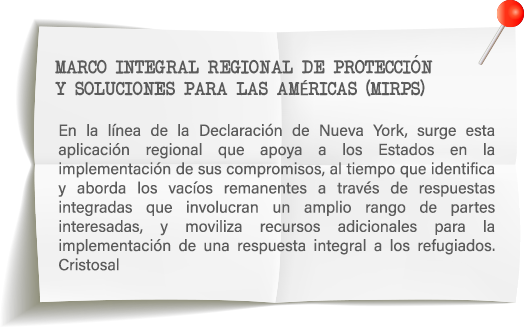 MARCO INTEGRAL REGIONAL DE PROTECCIÓN
Y SOLUCIONES PARA LAS AMÉRICAS (MIRPS)
En la línea de la Declaración de Nueva York, surge esta
aplicación regional que apoya a los Estados en la
implementación de sus compromisos, al tiempo que identifica
y aborda los vacíos remanentes a través de respuestas
integradas que involucran un amplio rango de partes
interesadas, y moviliza recursos adicionales para la
implementación de una respuesta integral a los refugiados.
Cristosal